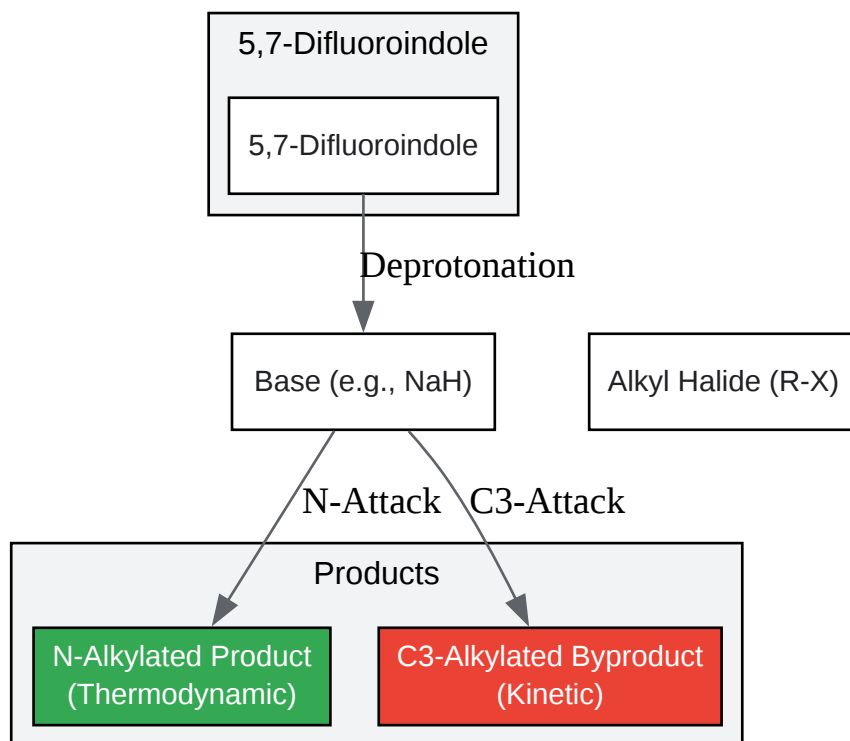 5,7-Difluoroindole
5,7-Difluoroindole
Deprotonation
Base (e.g., NaH)
Alkyl Halide (R-X)
N-Attack
C3-Attack
Products
N-Alkylated Product
(Thermodynamic)
C3-Alkylated Byproduct
(Kinetic)